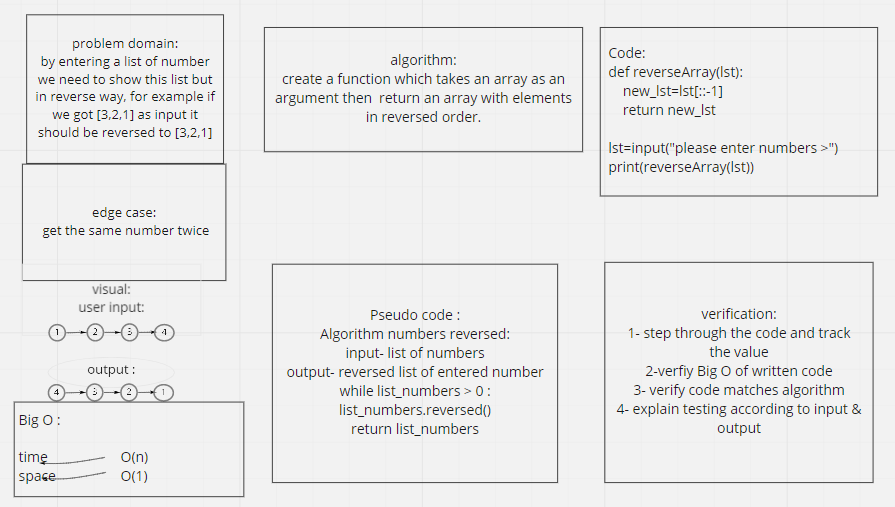 problem domain:
by entering a list of number
we need to show this list but
in reverse way, for example if
we got [3,2,1] as input it
should be reversed to [3,2,1]
algorithm:
create a function which takes an array as an
argument then  return an array with elements
in reversed order.
Code:
def reverseArray(lst):
    new_lst=lst[::-1]
    return new_lst
lst=input("please enter numbers >")
print(reverseArray(lst))
edge case:
get the same number twice
visual:
user input:
1 2 3 4
output :
4 3 2 1
Big O :
time O(n)
space O(1)
Pseudo code :
Algorithm numbers reversed:
input- list of numbers
output- reversed list of entered number
while list_numbers > 0 :
list_numbers.reversed()
return list_numbers
verification:
1- step through the code and track
the value
2-verfiy Big O of written code
3- verify code matches algorithm
4- explain testing according to input &
output